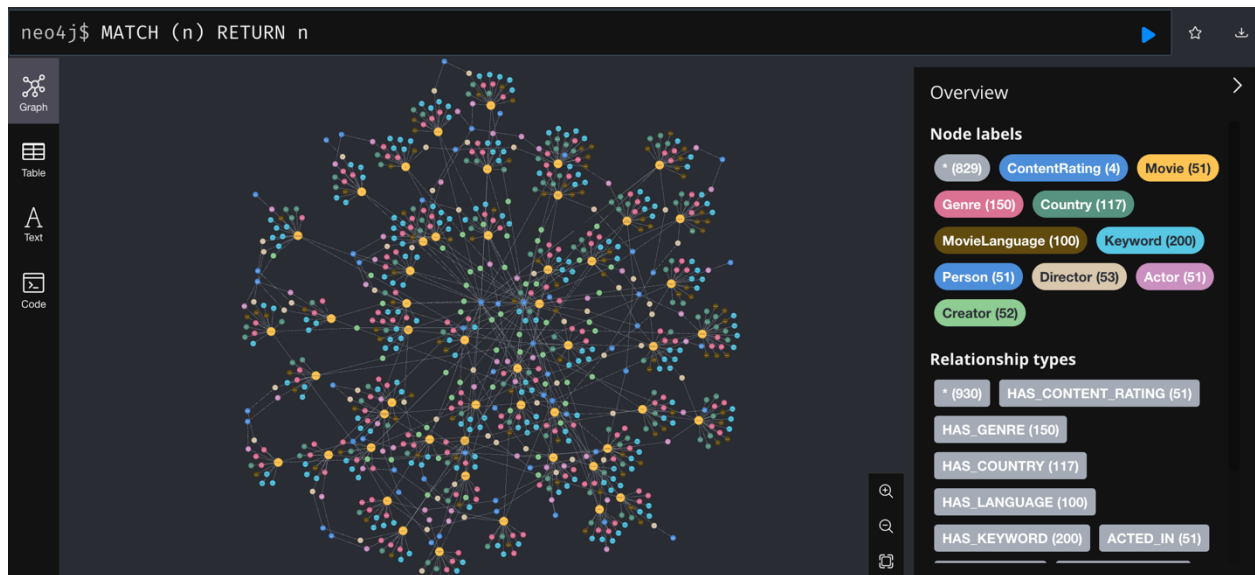 neo4j$ MATCH (n) RETURN n
Graph
Table
Text
Code
Overview
Node labels
* (829) ContentRating (4) Movie (51)
Genre (150) Country (117)
MovieLanguage (100) Keyword (200)
Person (51) Director (53) Actor (51)
Creator (52)
Relationship types
* (930) HAS_CONTENT_RATING (51)
HAS_GENRE (150)
HAS_COUNTRY (117)
HAS_LANGUAGE (100)
HAS_KEYWORD (200) ACTED_IN (51)